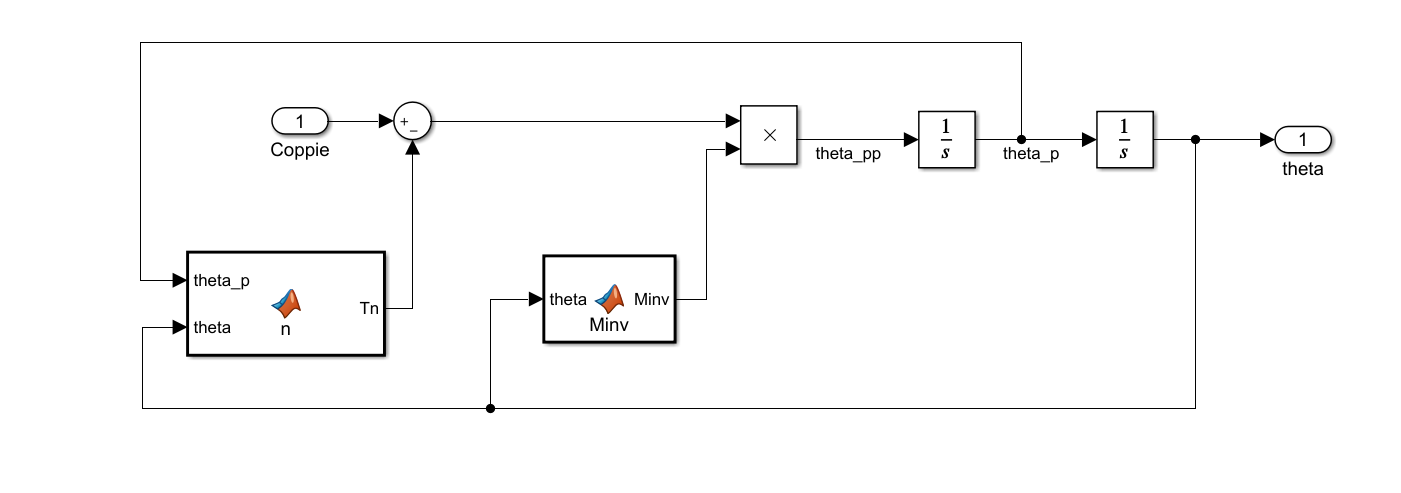 1
Coppie
+
_
×
theta_pp
1
s
theta_p
1
s
1
theta
theta_p
theta
n
Tn
theta
Minv
Minv